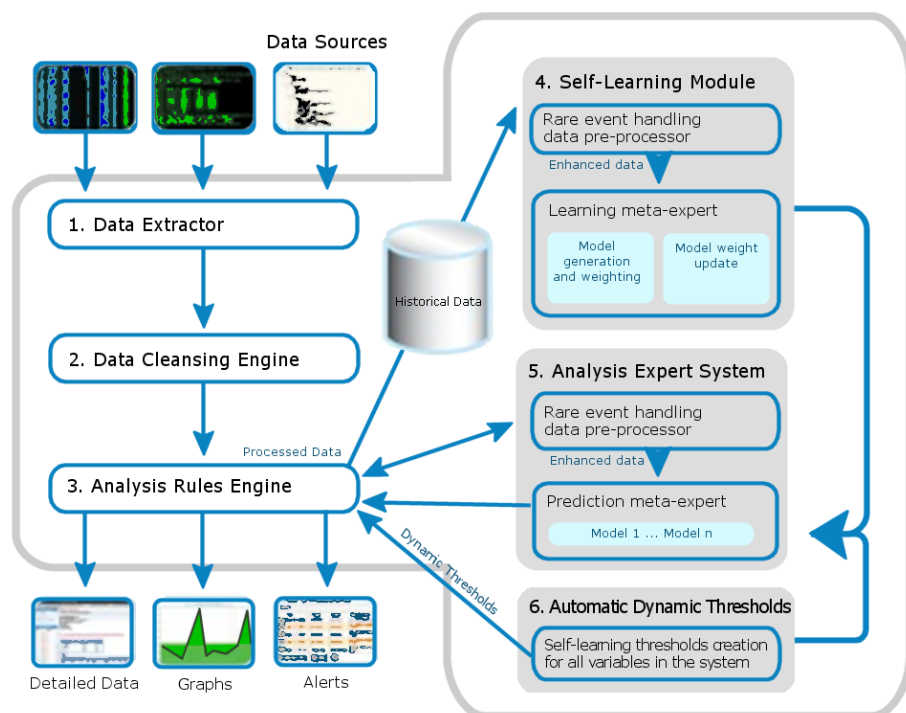 Data Sources
1. Data Extractor
2. Data Cleansing Engine
Processed Data
3. Analysis Rules Engine
Detailed Data
Graphs
Alerts
Historical Data
4. Self-Learning Module
Rare event handling
data pre-processor
Enhanced data
Learning meta-expert
Model
generation
and weighting
Model weight
update
5. Analysis Expert System
Rare event handling
data pre-processor
Enhanced data
Prediction meta-expert
Model 1 ... Model n
Dynamic Thresholds
6. Automatic Dynamic Thresholds
Self-learning thresholds creation
for all variables in the system